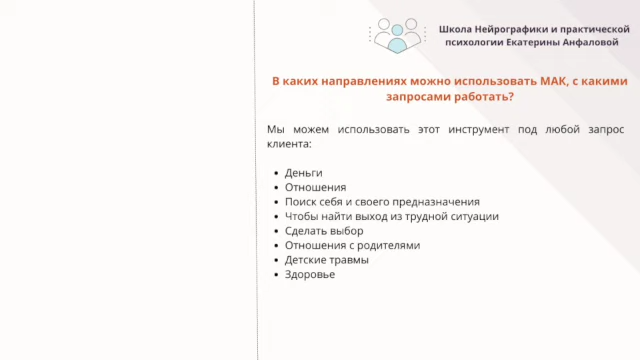 Школа Нейрографики и практической
психологии Екатерины Анфаловой
В каких направлениях можно использовать МАК, с какими
запросами работать?
Мы можем использовать этот инструмент под любой запрос
клиента:
• Деньги
• Отношения
• Поиск себя и своего предназначения
• Чтобы найти выход из трудной ситуации
• Сделать выбор
• Отношения с родителями
• Детские травмы
• Здоровье